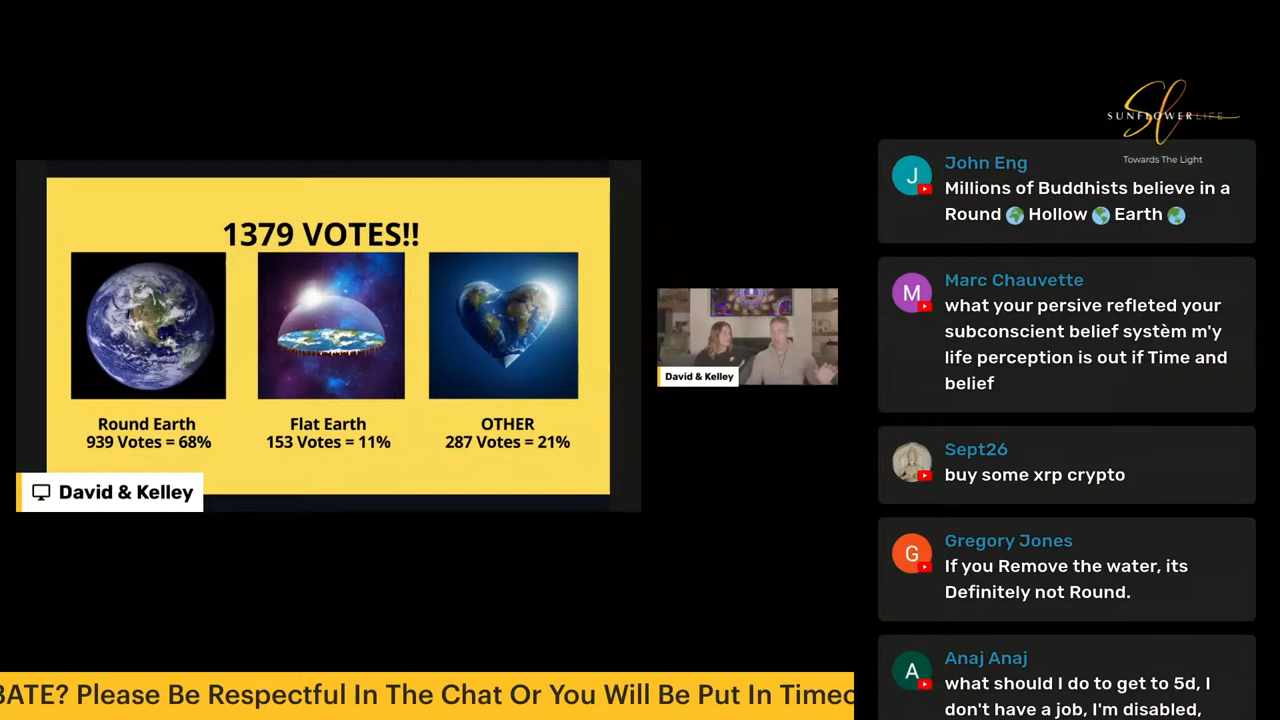 1379 VOTES!!
Round Earth
939 Votes = 68%
Flat Earth
153 Votes = 11%
OTHER
287 Votes = 21%
David & Kelley
David & Kelley
SUNFLOWERLIFE
Towards The Light
John Eng
Millions of Buddhists believe in a
Round 🌍 Hollow 🌎 Earth 🌏
Marc Chauvette
what your persive refleted your
subconscient belief systèm m'y
life perception is out if Time and
belief
Sept26
buy some xrp crypto
Gregory Jones
If you Remove the water, its
Definitely not Round.
Anaj Anaj
what should I do to get to 5d, I
don't have a job, I'm disabled,
BATE? Please Be Respectful In The Chat Or You Will Be Put In Timeo